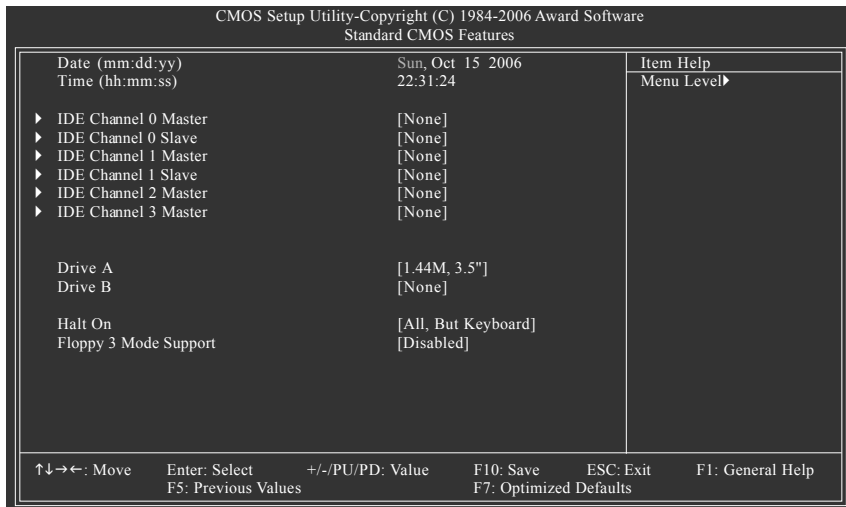 CMOS Setup Utility-Copyright (C) 1984-2006 Award Software
Standard CMOS Features
Date (mm:dd:yy) Sun, Oct 15 2006 Item Help
Time (hh:mm:ss) 22:31:24 Menu Level▶
▶ IDE Channel 0 Master [None]
▶ IDE Channel 0 Slave [None]
▶ IDE Channel 1 Master [None]
▶ IDE Channel 1 Slave [None]
▶ IDE Channel 2 Master [None]
▶ IDE Channel 3 Master [None]
Drive A [1.44M, 3.5"]
Drive B [None]
Halt On [All, But Keyboard]
Floppy 3 Mode Support [Disabled]
↑↓→←: Move Enter: Select +/-/PU/PD: Value F10: Save ESC: Exit F1: General Help
F5: Previous Values F7: Optimized Defaults